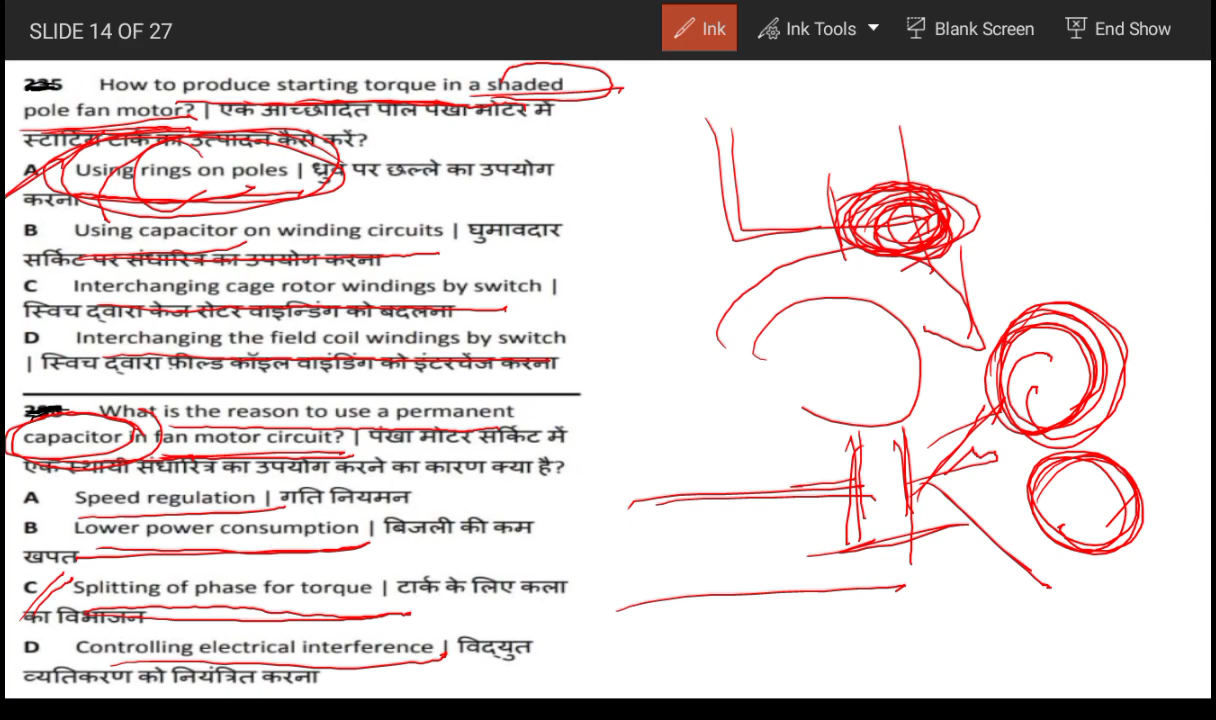 SLIDE 14 OF 27
Ink
Ink Tools
Blank Screen
End Show
How to produce starting torque in a shaded
pole fan motor? | एक आच्छादित पोल पंखा मोटर में
स्टार्टिंग टार्क का उत्पादन कैसे करें?
A Using rings on poles | ध्रुव पर छल्ले का उपयोग
करना
B Using capacitor on winding circuits | घुमावदार
सर्किट पर संधारित्र का उपयोग करना
C Interchanging cage rotor windings by switch |
स्विच द्वारा केज रोटर वाइन्डिंग को बदलना
D Interchanging the field coil windings by switch
| स्विच द्वारा फ़ील्ड कॉइल वाइंडिंग को इंटरचेंज करना
What is the reason to use a permanent
capacitor in fan motor circuit? | पंखा मोटर सर्किट में
एक स्थायी संधारित्र का उपयोग करने का कारण क्या है?
A Speed regulation | गति नियमन
B Lower power consumption | बिजली की कम
खपत
C Splitting of phase for torque | टार्क के लिए कला
का विभाजन
D Controlling electrical interference | विद्युत
व्यतिकरण को नियंत्रित करना